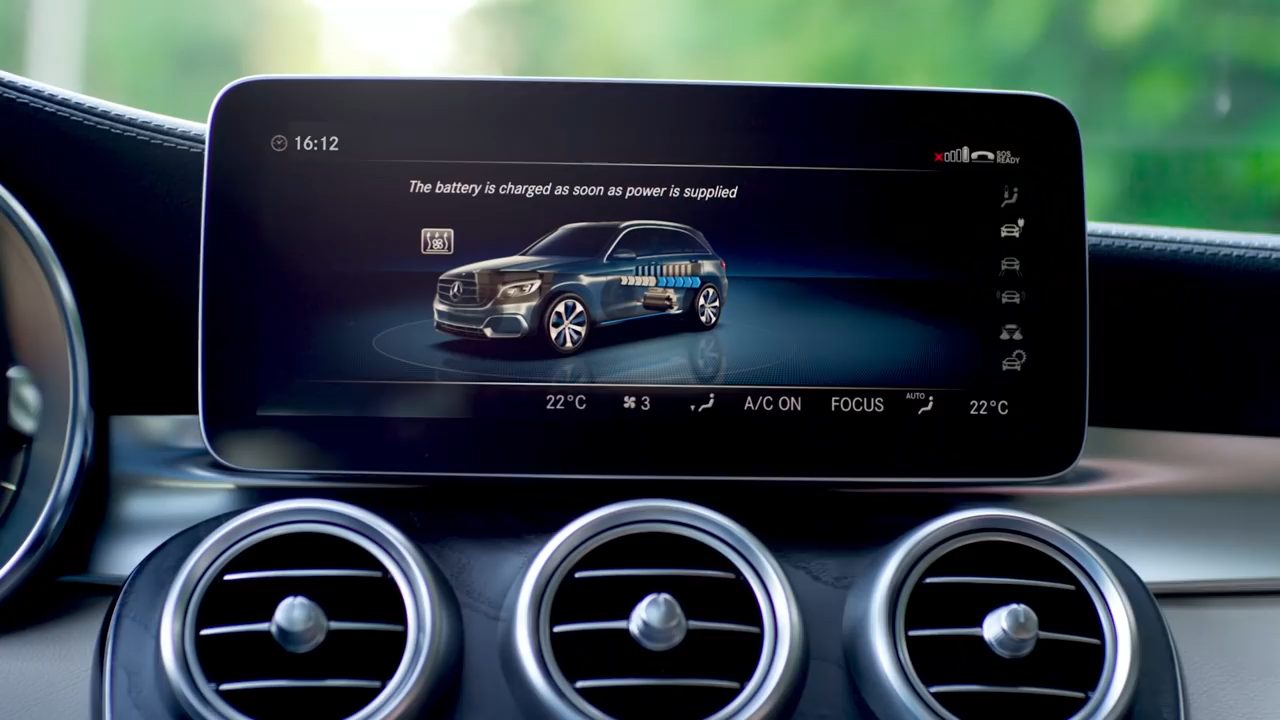 16:12
SOS
READY
The battery is charged as soon as power is supplied
22°C 3 A/C ON FOCUS AUTO 22°C